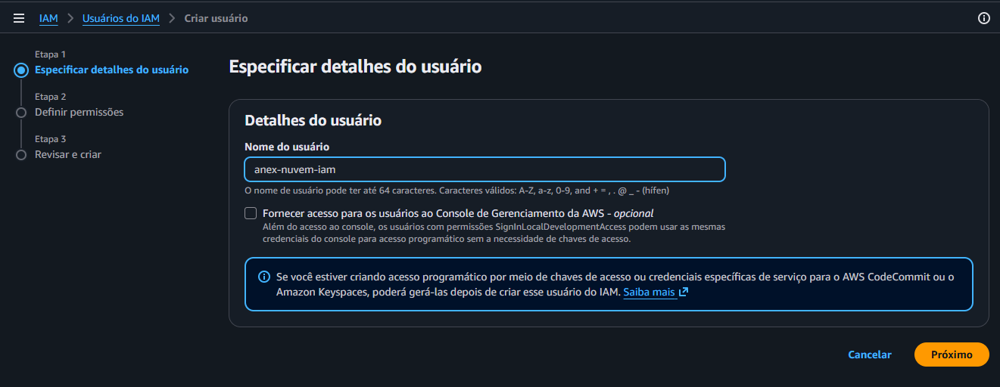 IAM > Usuários do IAM > Criar usuário
Etapa 1
Especificar detalhes do usuário
Etapa 2
Definir permissões
Etapa 3
Revisar e criar
Especificar detalhes do usuário
Detalhes do usuário
Nome do usuário
anex-nuvem-iam
O nome de usuário pode ter até 64 caracteres. Caracteres válidos: A-Z, a-z, 0-9, and + = , . @ _ - (hífen)
Fornecer acesso para os usuários ao Console de Gerenciamento da AWS - opcional
Além do acesso ao console, os usuários com permissões SignInLocalDevelopmentAccess podem usar as mesmas
credenciais do console para acesso programático sem a necessidade de chaves de acesso.
Se você estiver criando acesso programático por meio de chaves de acesso ou credenciais específicas de serviço para o AWS CodeCommit ou o
Amazon Keyspaces, poderá gerá-las depois de criar esse usuário do IAM. Saiba mais
Cancelar
Próximo